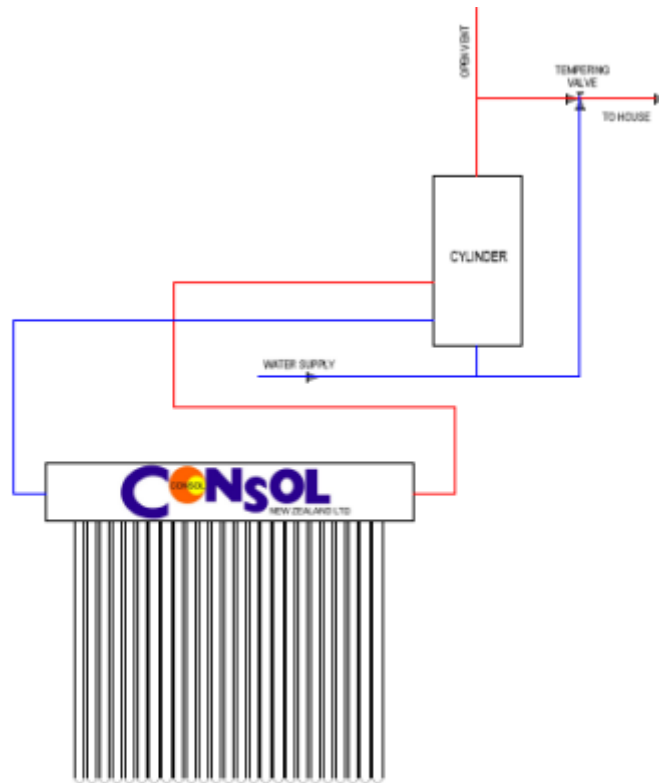 OPEN VENT
TEMPERING
VALVE
TO HOUSE
CYLINDER
WATER SUPPLY
CONSOL
CONSOL
NEW ZEALAND LTD